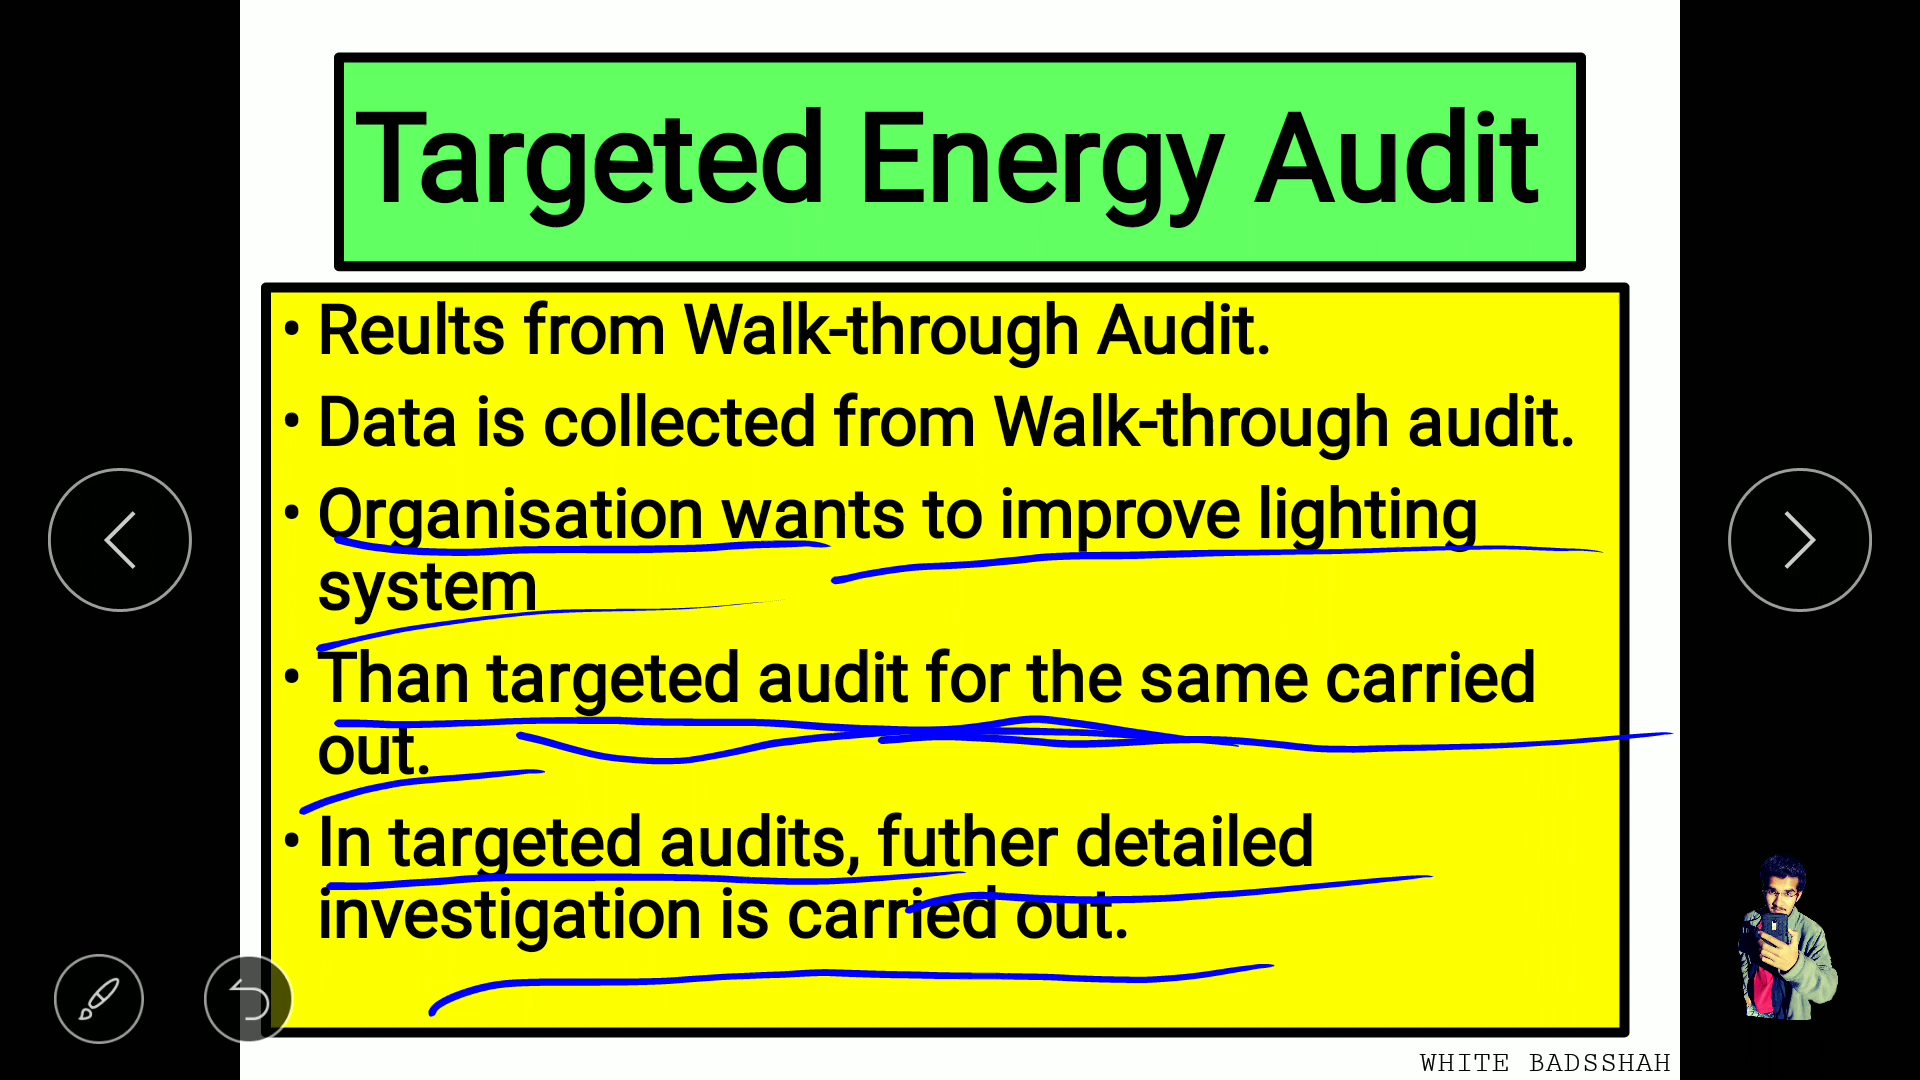 Targeted Energy Audit
• Reults from Walk-through Audit.
• Data is collected from Walk-through audit.
• Organisation wants to improve lighting
system
• Than targeted audit for the same carried
out.
• In targeted audits, futher detailed
investigation is carried out.
WHITE BADSSHAH